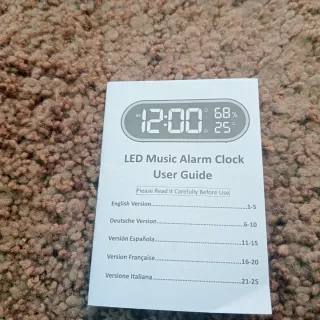 12:00 68%
25
LED Music Alarm Clock
User Guide
Please Read It Carefully Before Use
English Version......1-5
Deutsche Version......6-10
Versión Española......11-15
Version Française......16-20
Versione Italiana......21-25